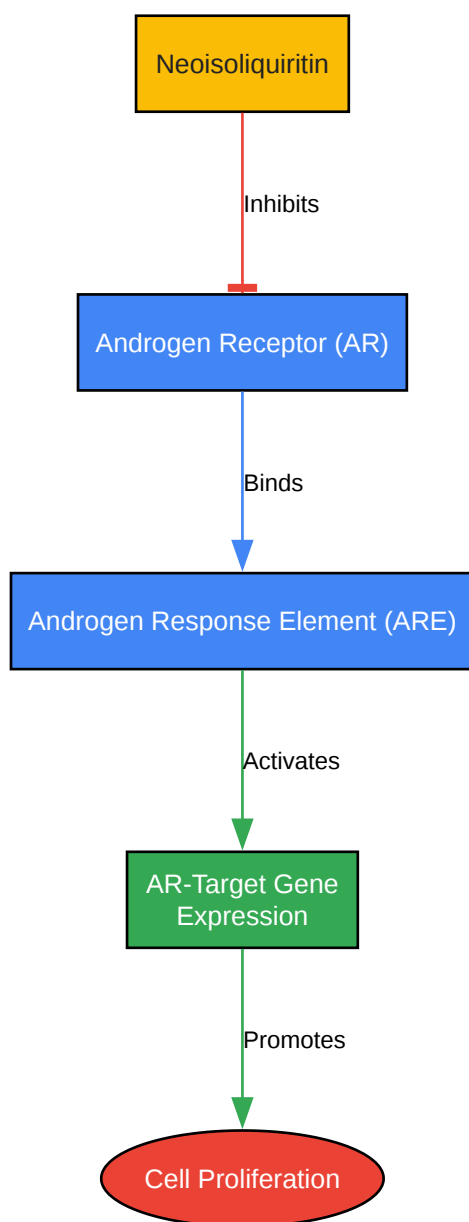 Neoisoliquiritin
Inhibits
Androgen Receptor (AR)
Binds
Androgen Response Element (ARE)
Activates
AR-Target Gene
Expression
Promotes
Cell Proliferation